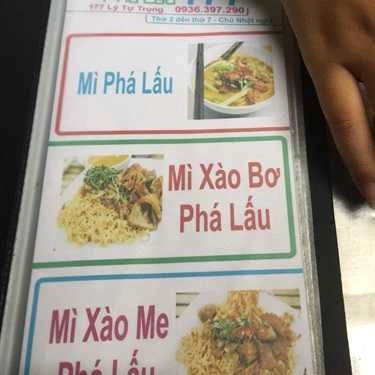 177 Lý Tự Trọng 0936.397.290
Thứ 2 đến thứ 7 - Chủ Nhật
Mì Phá Lấu
Mì Xào Bơ
Phá Lấu
Mì Xào Me
Phá Lấu